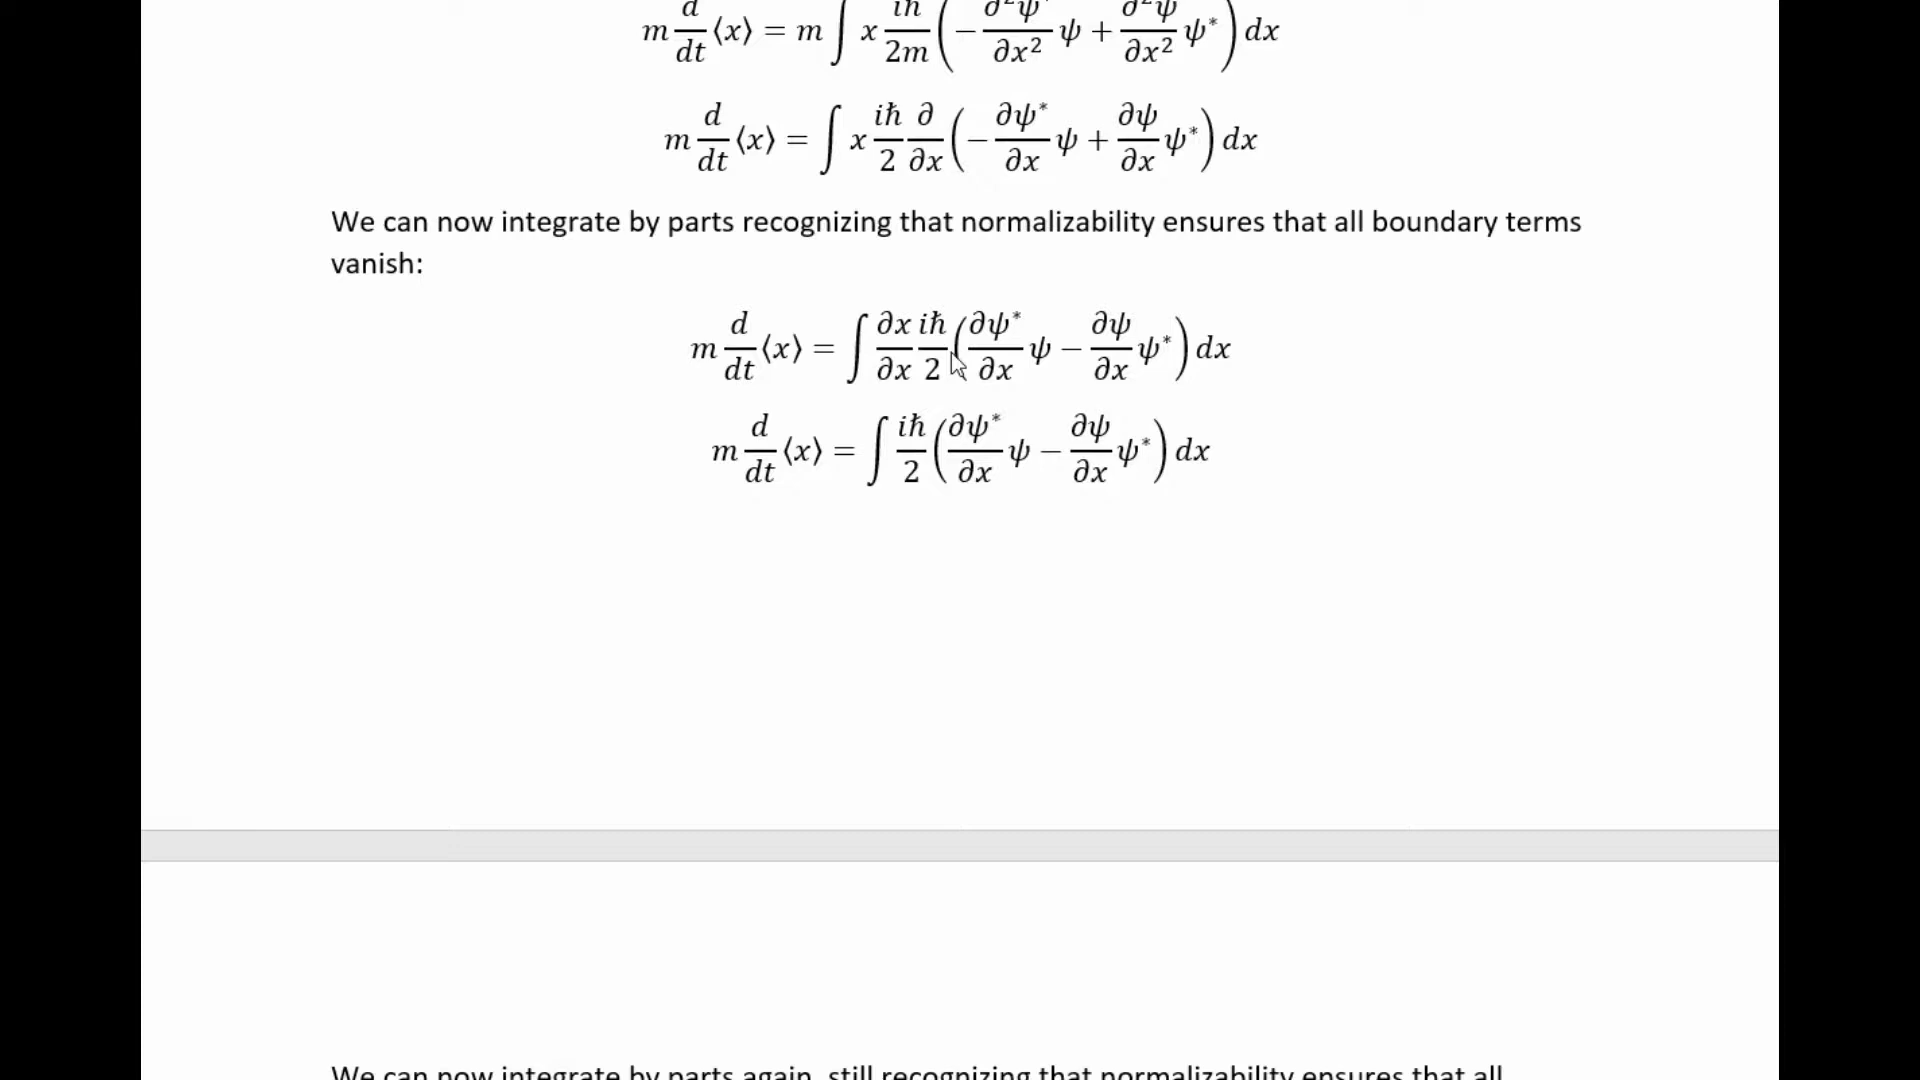 m d/dt ⟨x⟩ = m ∫ x iħ/2m (− ∂²ψ*/∂x² ψ + ∂²ψ/∂x² ψ*) dx
m d/dt ⟨x⟩ = ∫ x iħ/2 ∂/∂x (− ∂ψ*/∂x ψ + ∂ψ/∂x ψ*) dx
We can now integrate by parts recognizing that normalizability ensures that all boundary terms
vanish:
m d/dt ⟨x⟩ = ∫ ∂x/∂x iħ/2 (∂ψ*/∂x ψ − ∂ψ/∂x ψ*) dx
m d/dt ⟨x⟩ = ∫ iħ/2 (∂ψ*/∂x ψ − ∂ψ/∂x ψ*) dx
We can now integrate by parts again, still recognizing that normalizability ensures that all